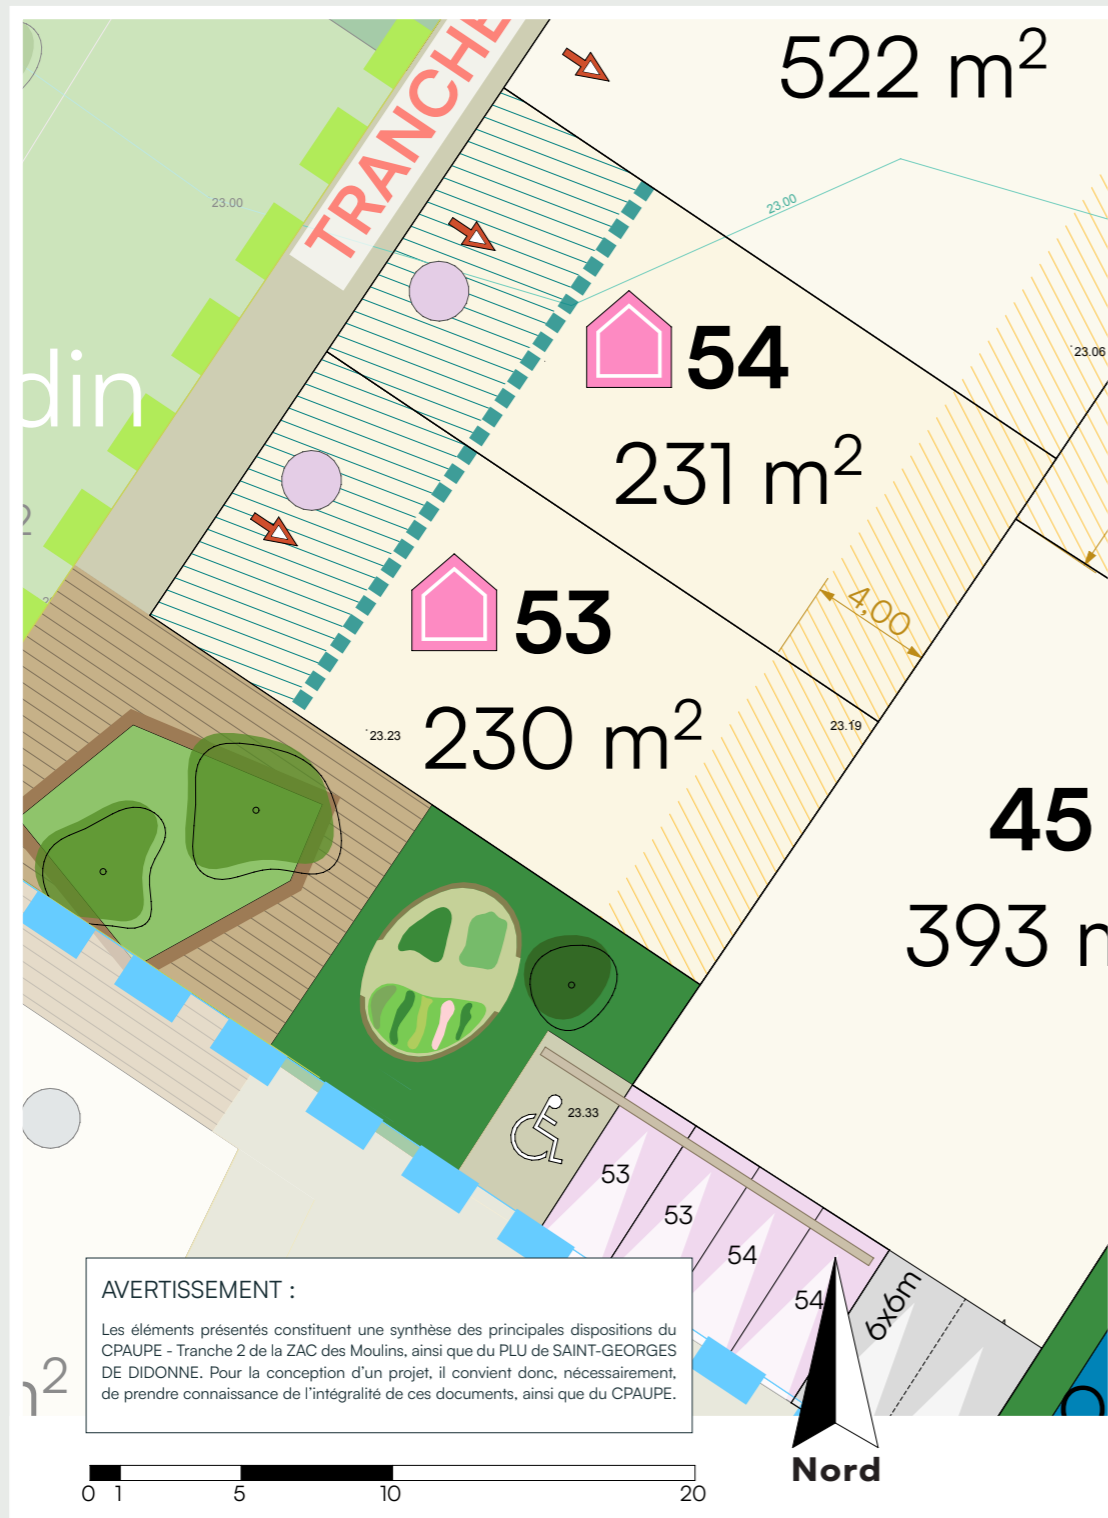 522 m²
TRANCHE
23.00
23.00
54
23.06
din
231 m²
2
53
4,00
230 m²
23.23
23.19
45
393 m
23.33
53
53
54
54
6x6m
m²
AVERTISSEMENT :
Les éléments présentés constituent une synthèse des principales dispositions du
CPAUPE - Tranche 2 de la ZAC des Moulins, ainsi que du PLU de SAINT-GEORGES
DE DIDONNE. Pour la conception d'un projet, il convient donc, nécessairement,
de prendre connaissance de l'intégralité de ces documents, ainsi que du CPAUPE.
0 1 5 10 20
Nord